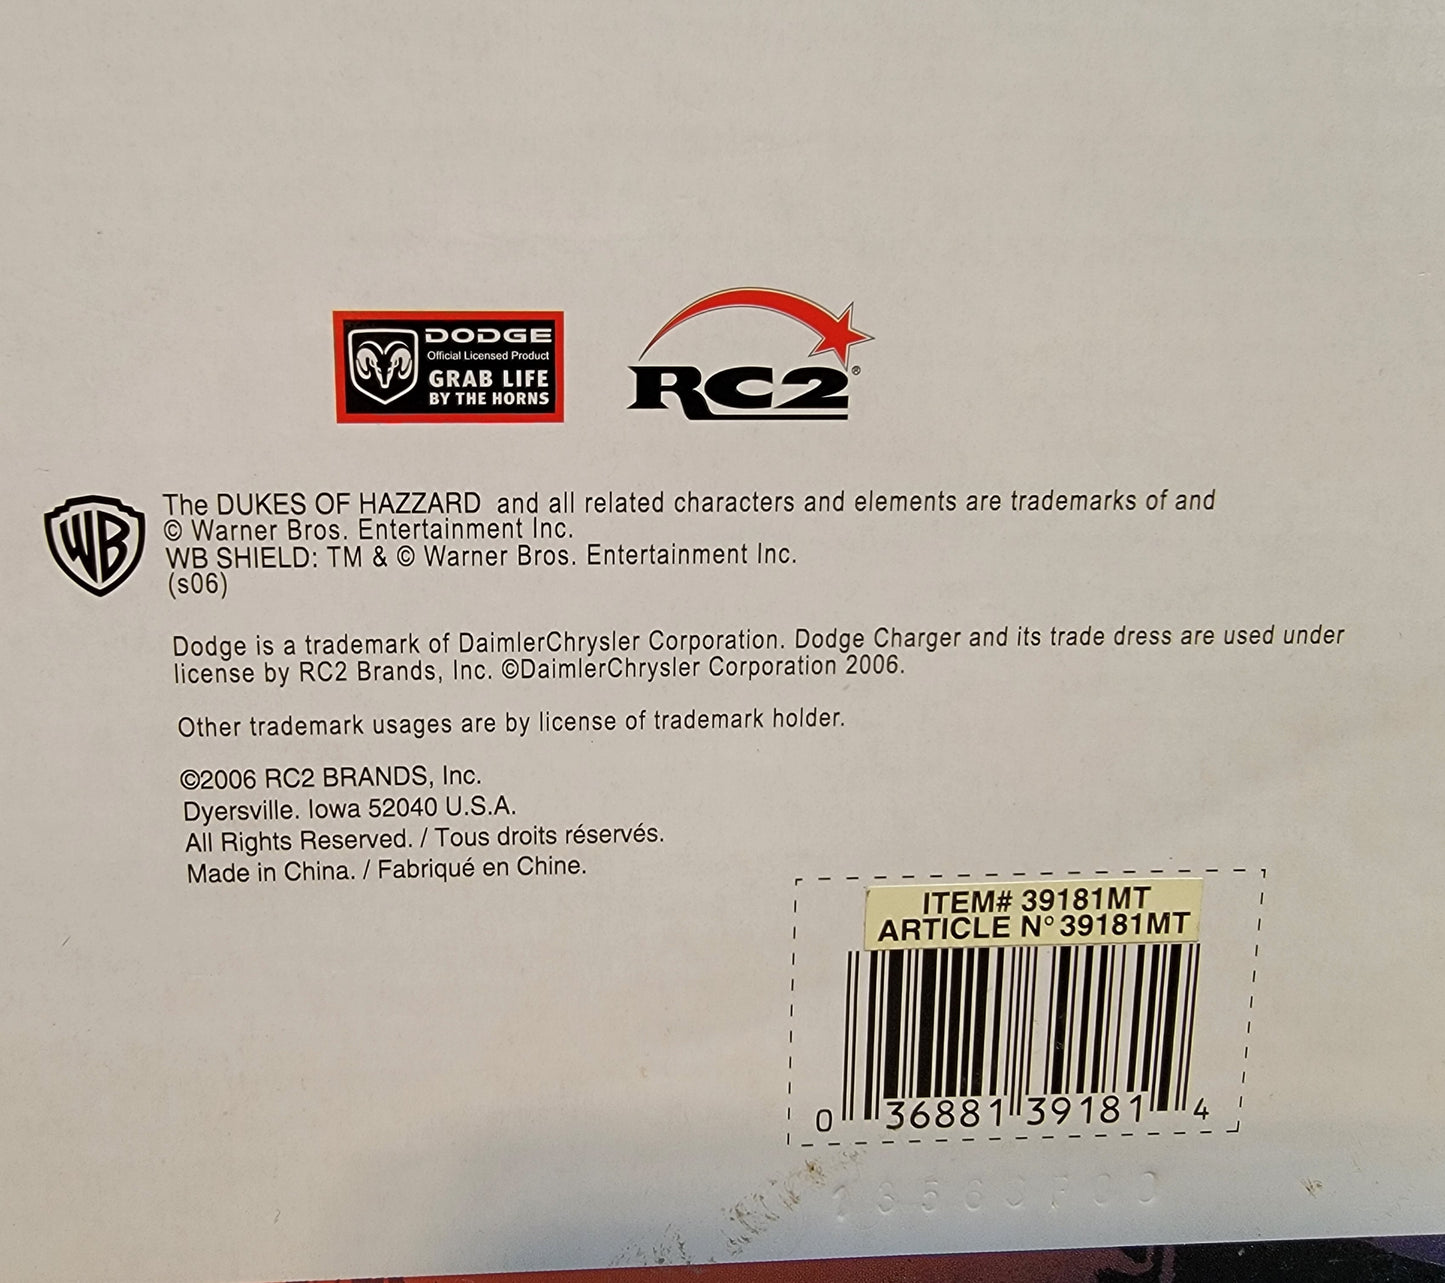 DODGE
Official Licensed Product
GRAB LIFE
BY THE HORNS
RC2®
WB
The DUKES OF HAZZARD and all related characters and elements are trademarks of and
© Warner Bros. Entertainment Inc.
WB SHIELD: TM & © Warner Bros. Entertainment Inc.
(s06)
Dodge is a trademark of DaimlerChrysler Corporation. Dodge Charger and its trade dress are used under
license by RC2 Brands, Inc. ©DaimlerChrysler Corporation 2006.
Other trademark usages are by license of trademark holder.
©2006 RC2 BRANDS, Inc.
Dyersville. Iowa 52040 U.S.A.
All Rights Reserved. / Tous droits réservés.
Made in China. / Fabriqué en Chine.
ITEM# 39181MT
ARTICLE N° 39181MT
0 36881 39181 4